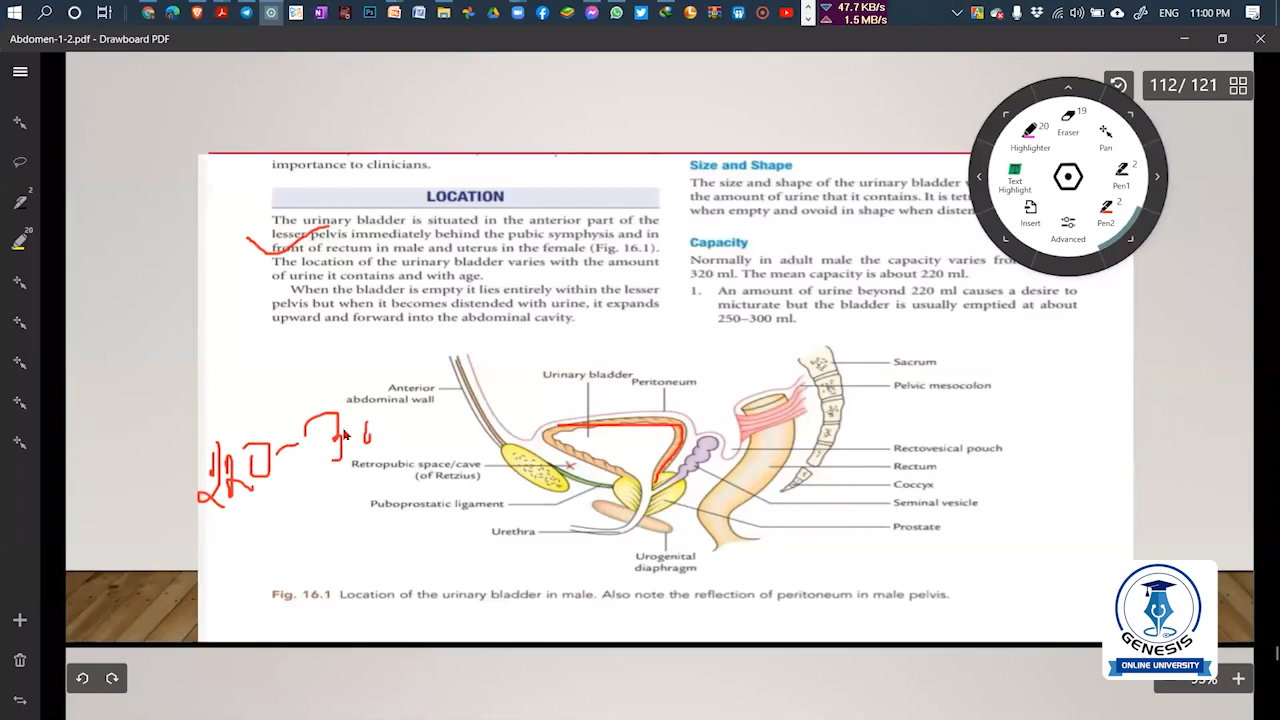 ENG
11:00 PM
47.7 KB/s
1.5 MB/s
Abdomen-1-2.pdf - Drawboard PDF
112/ 121
20
Highlighter
19
Eraser
Pan
Text
Highlight
2
Pen1
Insert
Advanced
2
Pen2
2
20
importance to clinicians.
LOCATION
The urinary bladder is situated in the anterior part of the
lesser pelvis immediately behind the pubic symphysis and in
front of rectum in male and uterus in the female (Fig. 16.1).
The location of the urinary bladder varies with the amount
of urine it contains and with age.
When the bladder is empty it lies entirely within the lesser
pelvis but when it becomes distended with urine, it expands
upward and forward into the abdominal cavity.
Size and Shape
The size and shape of the urinary bladder
the amount of urine that it contains. It is
when empty and ovoid in shape when
Capacity
Normally in adult male the capacity varies
320 ml. The mean capacity is about 220 ml.
1. An amount of urine beyond 220 ml causes a desire to
micturate but the bladder is usually emptied at about
250–300 ml.
Anterior
abdominal wall
Urinary bladder
Peritoneum
Sacrum
Pelvic mesocolon
Retropubic space/cave
(of Retzius)
Puboprostatic ligament
Urethra
Urogenital
diaphragm
Rectovesical pouch
Rectum
Coccyx
Seminal vesicle
Prostate
220 -
Fig. 16.1 Location of the urinary bladder in male. Also note the reflection of peritoneum in male pelvis.
GENESIS
ONLINE UNIVERSITY